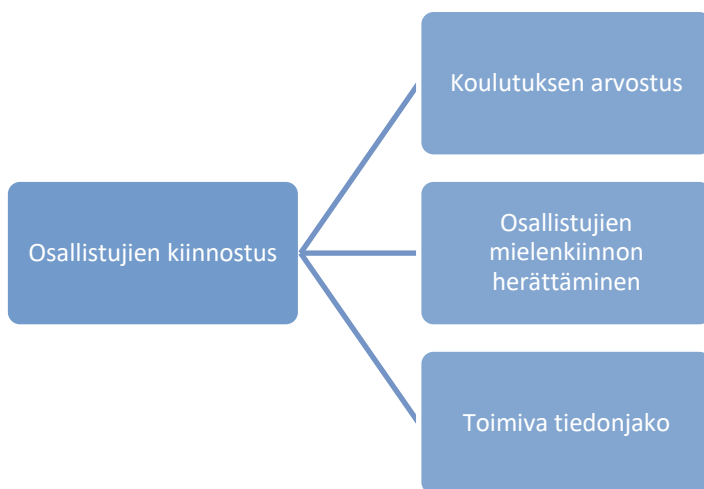 Koulutuksen arvostus
Osallistujien kiinnostus
Osallistujien
mielenkiinnon
herättäminen
Toimiva tiedonjako